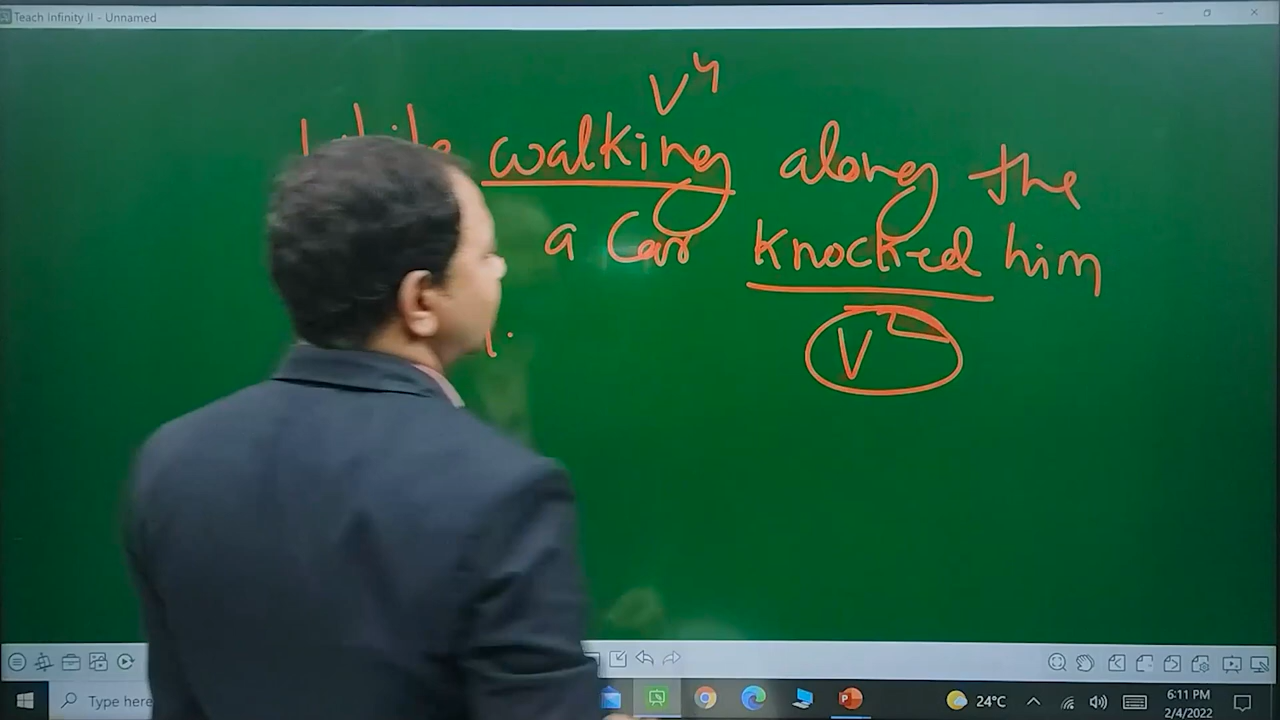 Teach Infinity II - Unnamed
V4
While walking along the
a Car knocked him
V2
Type here
24°C
6:11 PM
2/4/2022